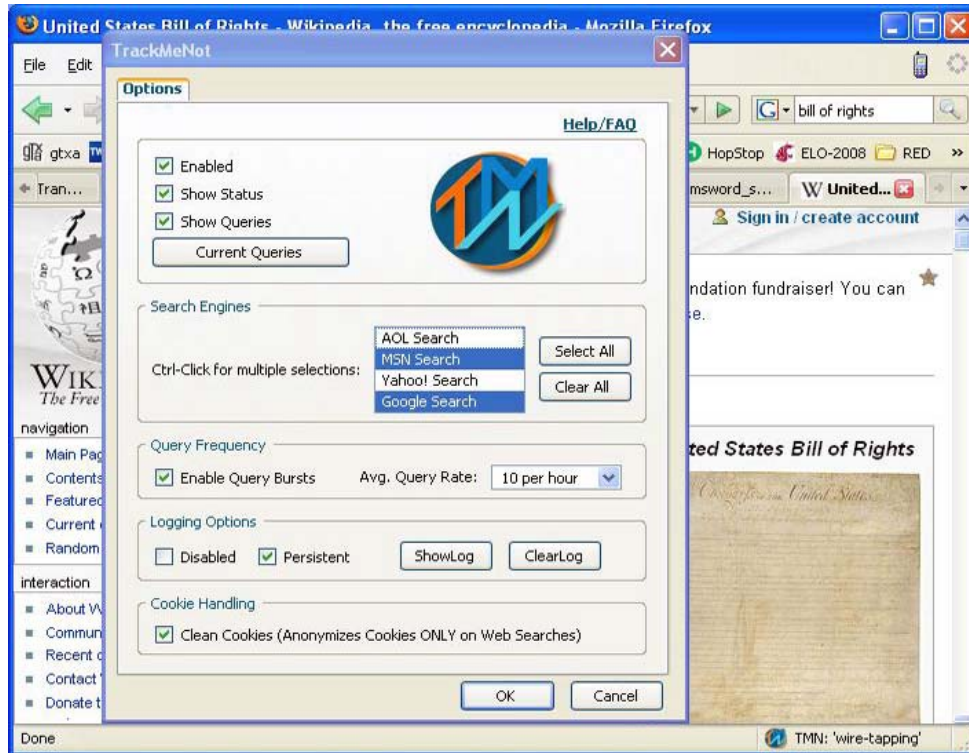 United States Bill of Rights - Wikipedia, the free encyclopedia - Mozilla Firefox
TrackMeNot
File Edit
Options
Help/FAQ
bill of rights
gtxa
HopStop ELO-2008 RED »
Enabled
Tran...
Show Status
msword_s...
W United...
Show Queries
Sign in / create account
Current Queries
ndation fundraiser! You can
se.
Search Engines
AOL Search
MSN Search
Yahoo! Search
Google Search
Ctrl-Click for multiple selections:
Select All
Clear All
WIK
The Free
navigation
Main Pag
Contents
Featured
Current
Random
Query Frequency
Enable Query Bursts Avg. Query Rate: 10 per hour
ted States Bill of Rights
Logging Options
Disabled Persistent ShowLog ClearLog
interaction
About W
Commun
Recent c
Contact
Donate t
Cookie Handling
Clean Cookies (Anonymizes Cookies ONLY on Web Searches)
OK Cancel
Done
TMN: 'wire-tapping'